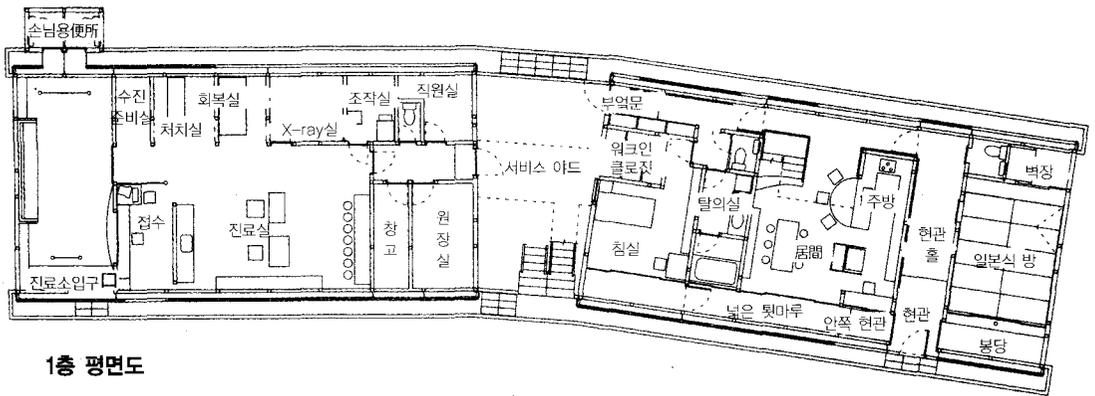 손님용便所
수진
준비실
처치실
회복실
X-ray실
조작실
직원실
접수
진료실
창고
원장실
진료소입구
서비스 야드
부엌문
워크인
클로짓
탈의실
침실
居間
주방
현관
홀
벽장
일본식 방
넓은 툇마루
안쪽 현관
현관
봉당
1층 평면도